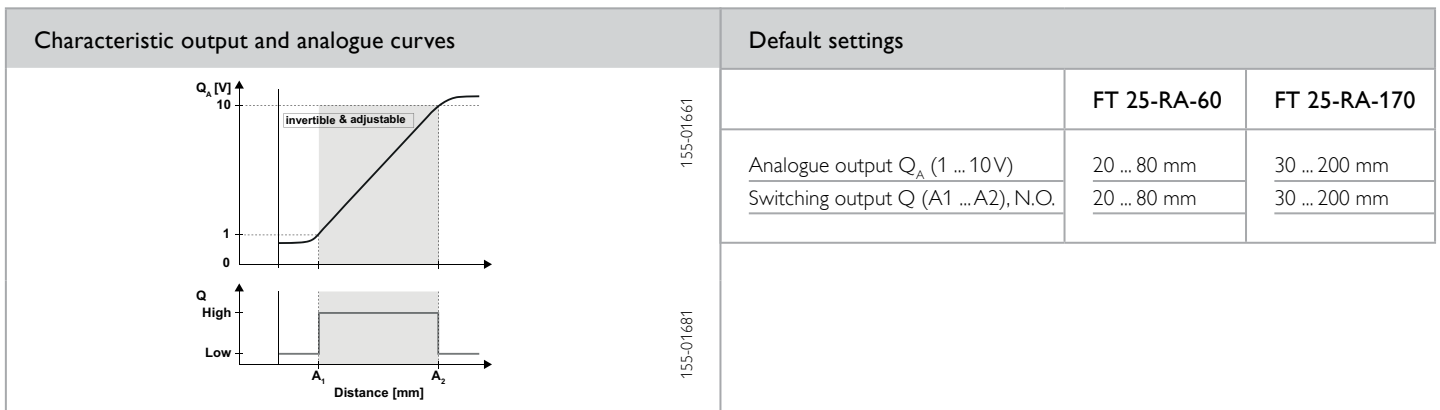 Characteristic output and analogue curves
Q_A [V]
10
invertible & adjustable
1
0
155-01661
Q
High
Low
A₁ A₂
Distance [mm]
155-01681
Default settings
FT 25-RA-60 FT 25-RA-170
Analogue output Q_A (1 ... 10 V) 20 ... 80 mm 30 ... 200 mm
Switching output Q (A1 ... A2), N.O. 20 ... 80 mm 30 ... 200 mm